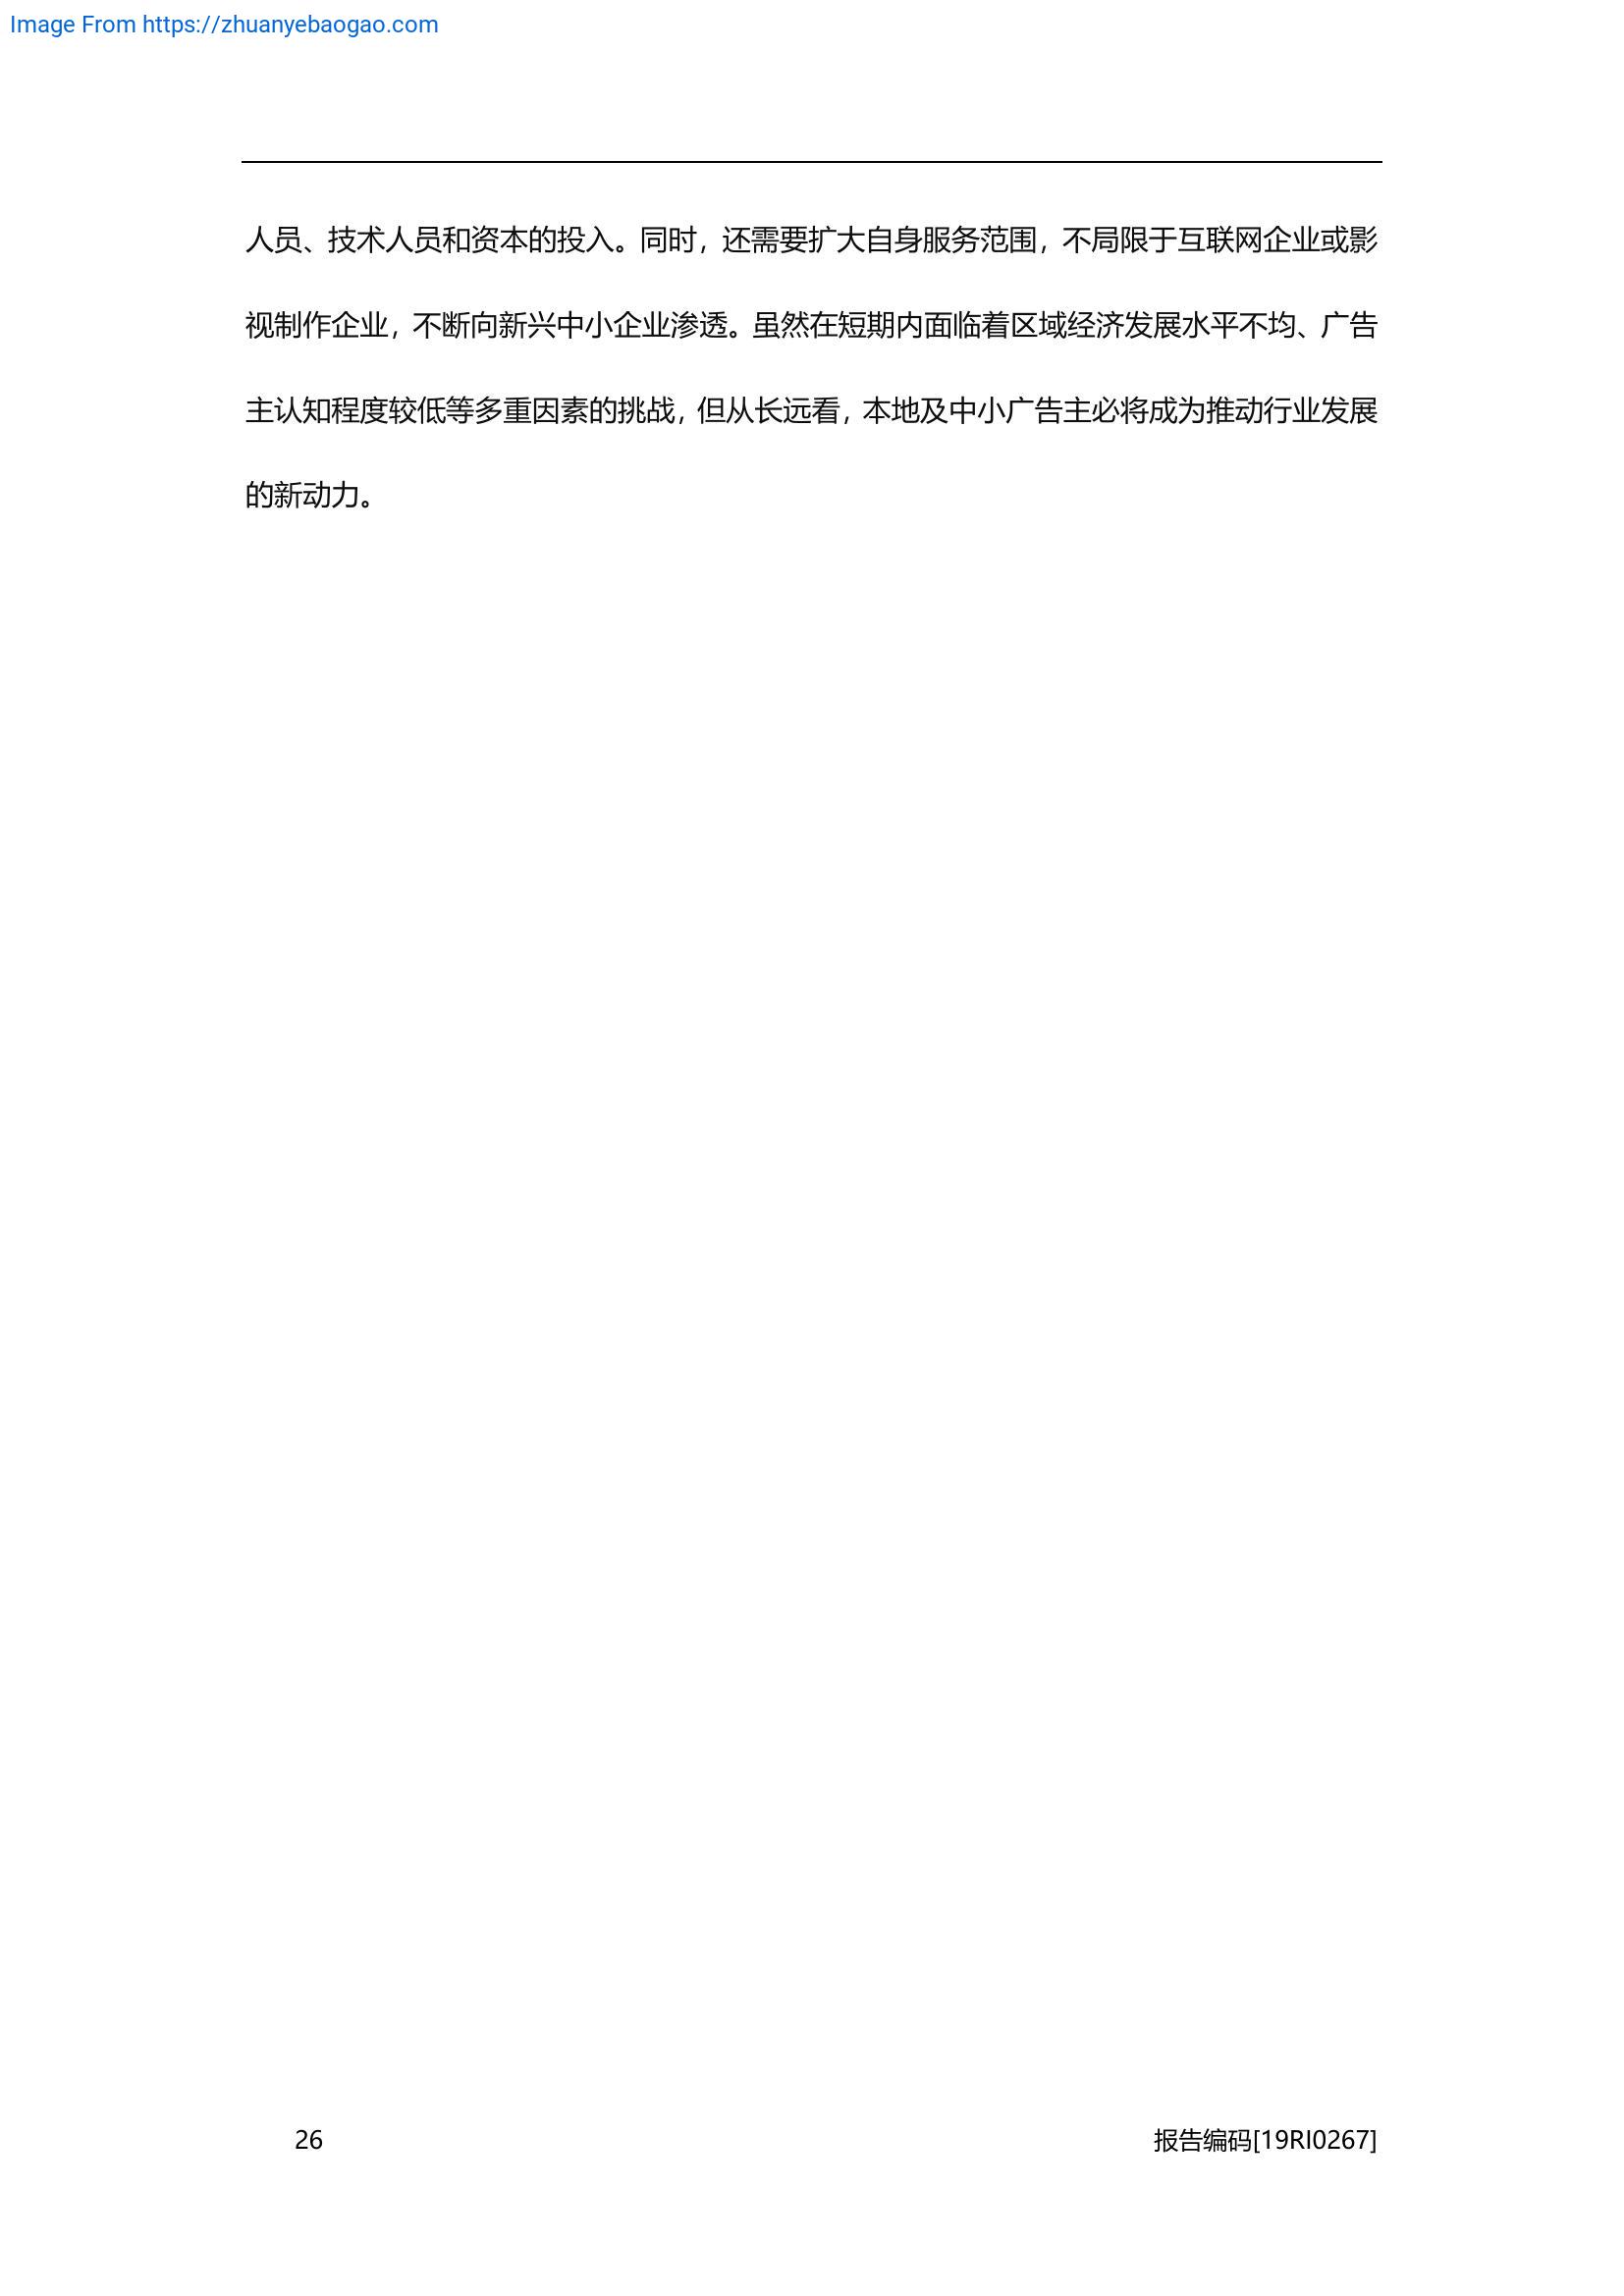 Image From https://zhuanyebaogao.com
人员、技术人员和资本的投入。同时，还需要扩大自身服务范围，不局限于互联网企业或影
视制作企业，不断向新兴中小企业渗透。虽然在短期内面临着区域经济发展水平不均、广告
主认知程度较低等多重因素的挑战，但从长远看，本地及中小广告主必将成为推动行业发展
的新动力。
26
报告编码[19RI0267]